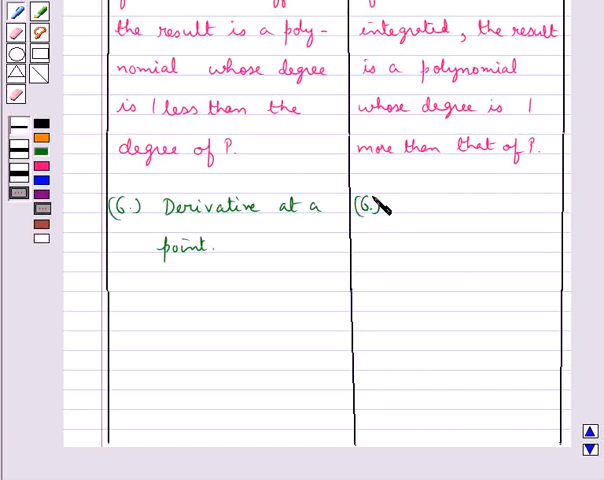 the result is a poly-
nomial whose degree
is 1 less than the
degree of P.
(6.) Derivative at a
point.
integrated, the result
is a polynomial
whose degree is 1
more than that of P.
(6.)